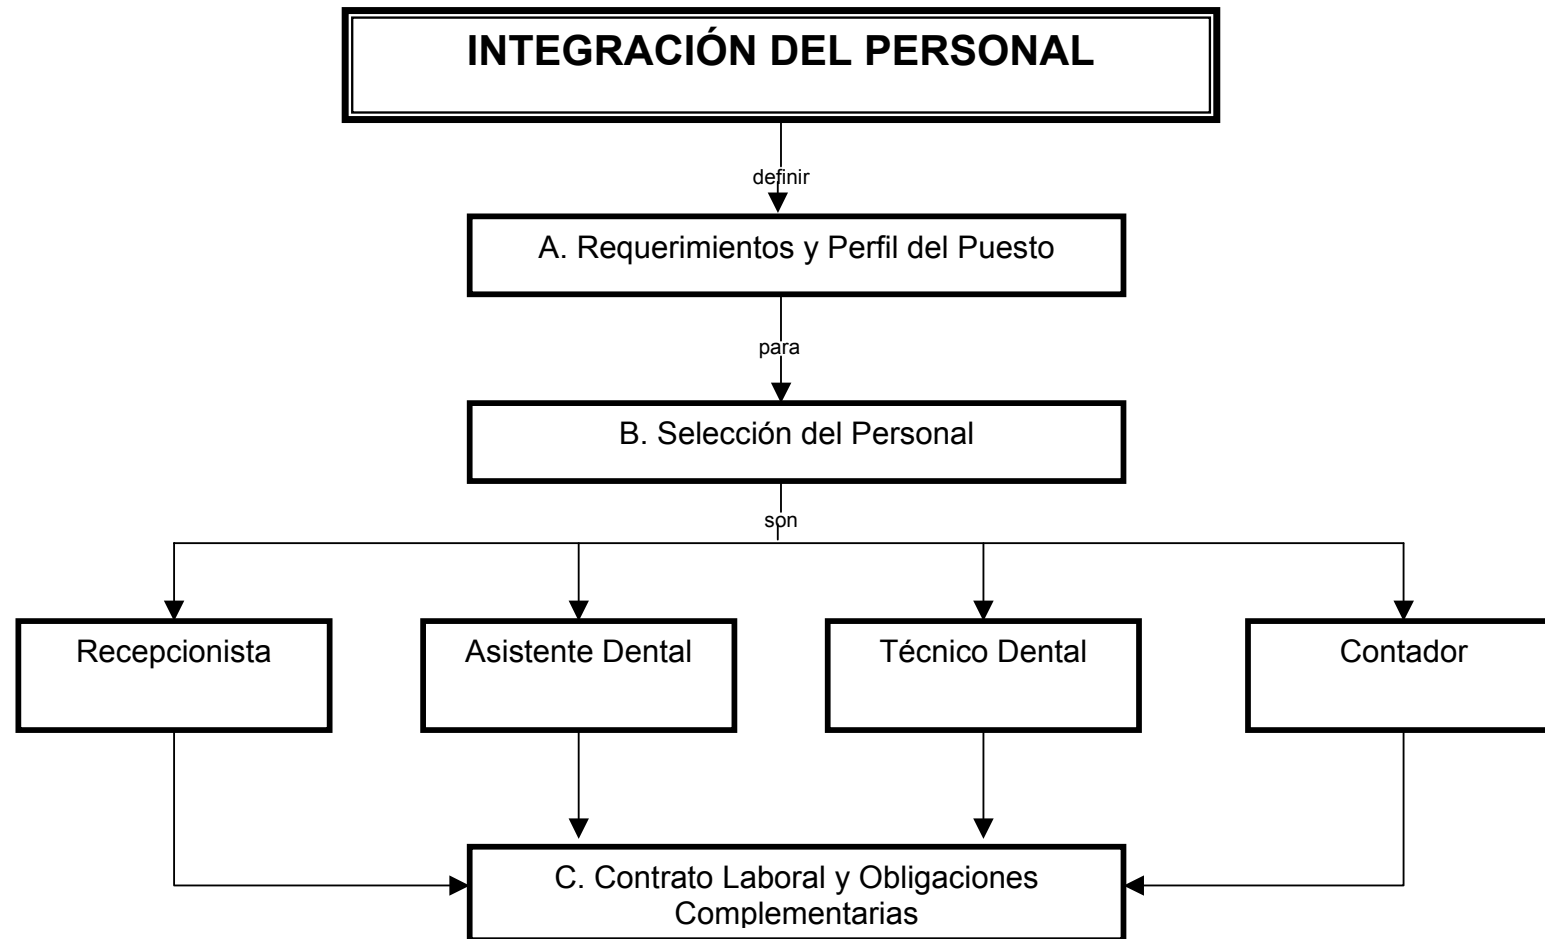 INTEGRACIÓN DEL PERSONAL
definir
A. Requerimientos y Perfil del Puesto
para
B. Selección del Personal
son
Recepcionista
Asistente Dental
Técnico Dental
Contador
C. Contrato Laboral y Obligaciones
Complementarias